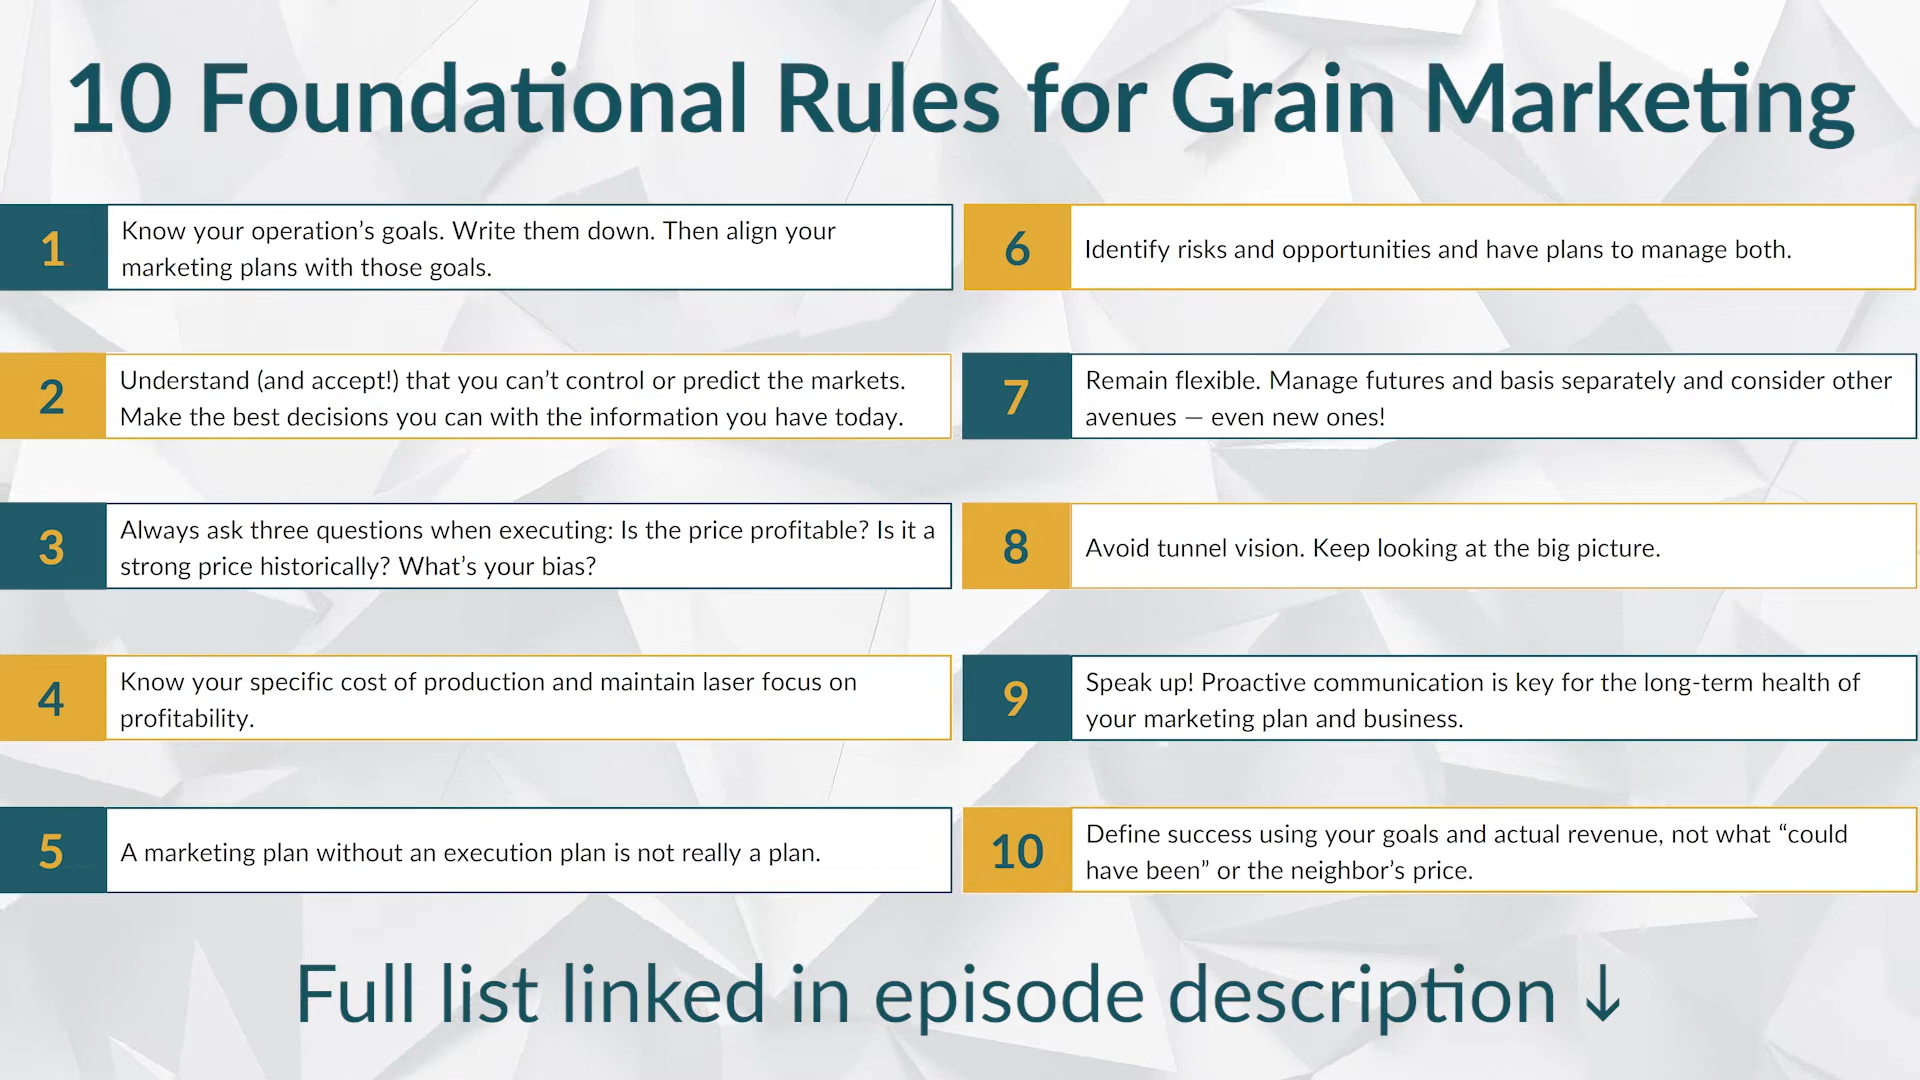 10 Foundational Rules for Grain Marketing
1
Know your operation’s goals. Write them down. Then align your
marketing plans with those goals.
2
Understand (and accept!) that you can’t control or predict the markets.
Make the best decisions you can with the information you have today.
3
Always ask three questions when executing: Is the price profitable? Is it a
strong price historically? What’s your bias?
4
Know your specific cost of production and maintain laser focus on
profitability.
5
A marketing plan without an execution plan is not really a plan.
6
Identify risks and opportunities and have plans to manage both.
7
Remain flexible. Manage futures and basis separately and consider other
avenues — even new ones!
8
Avoid tunnel vision. Keep looking at the big picture.
9
Speak up! Proactive communication is key for the long-term health of
your marketing plan and business.
10
Define success using your goals and actual revenue, not what “could
have been” or the neighbor’s price.
Full list linked in episode description ↓